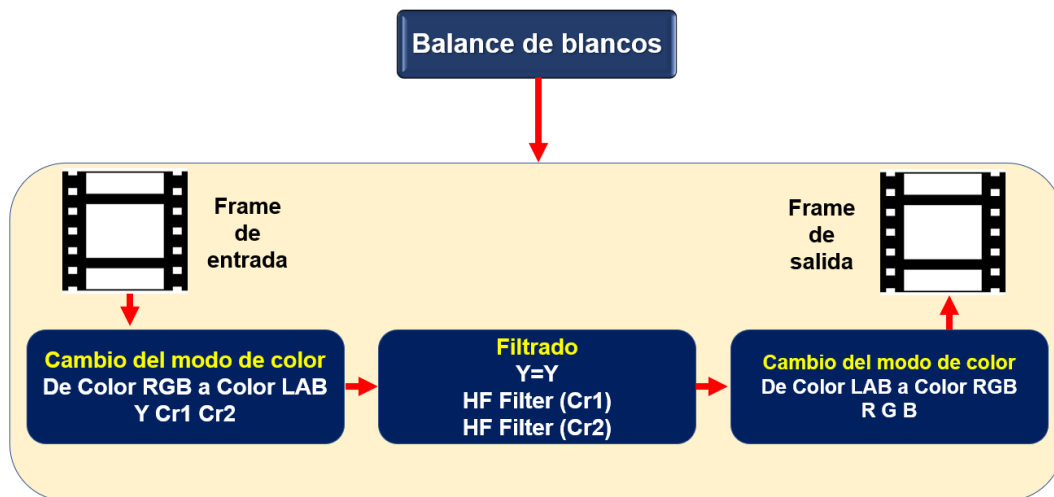 Balance de blancos
Frame
de
entrada
Frame
de
salida
Cambio del modo de color
De Color RGB a Color LAB
Y Cr1 Cr2
Filtrado
Y=Y
HF Filter (Cr1)
HF Filter (Cr2)
Cambio del modo de color
De Color LAB a Color RGB
R G B